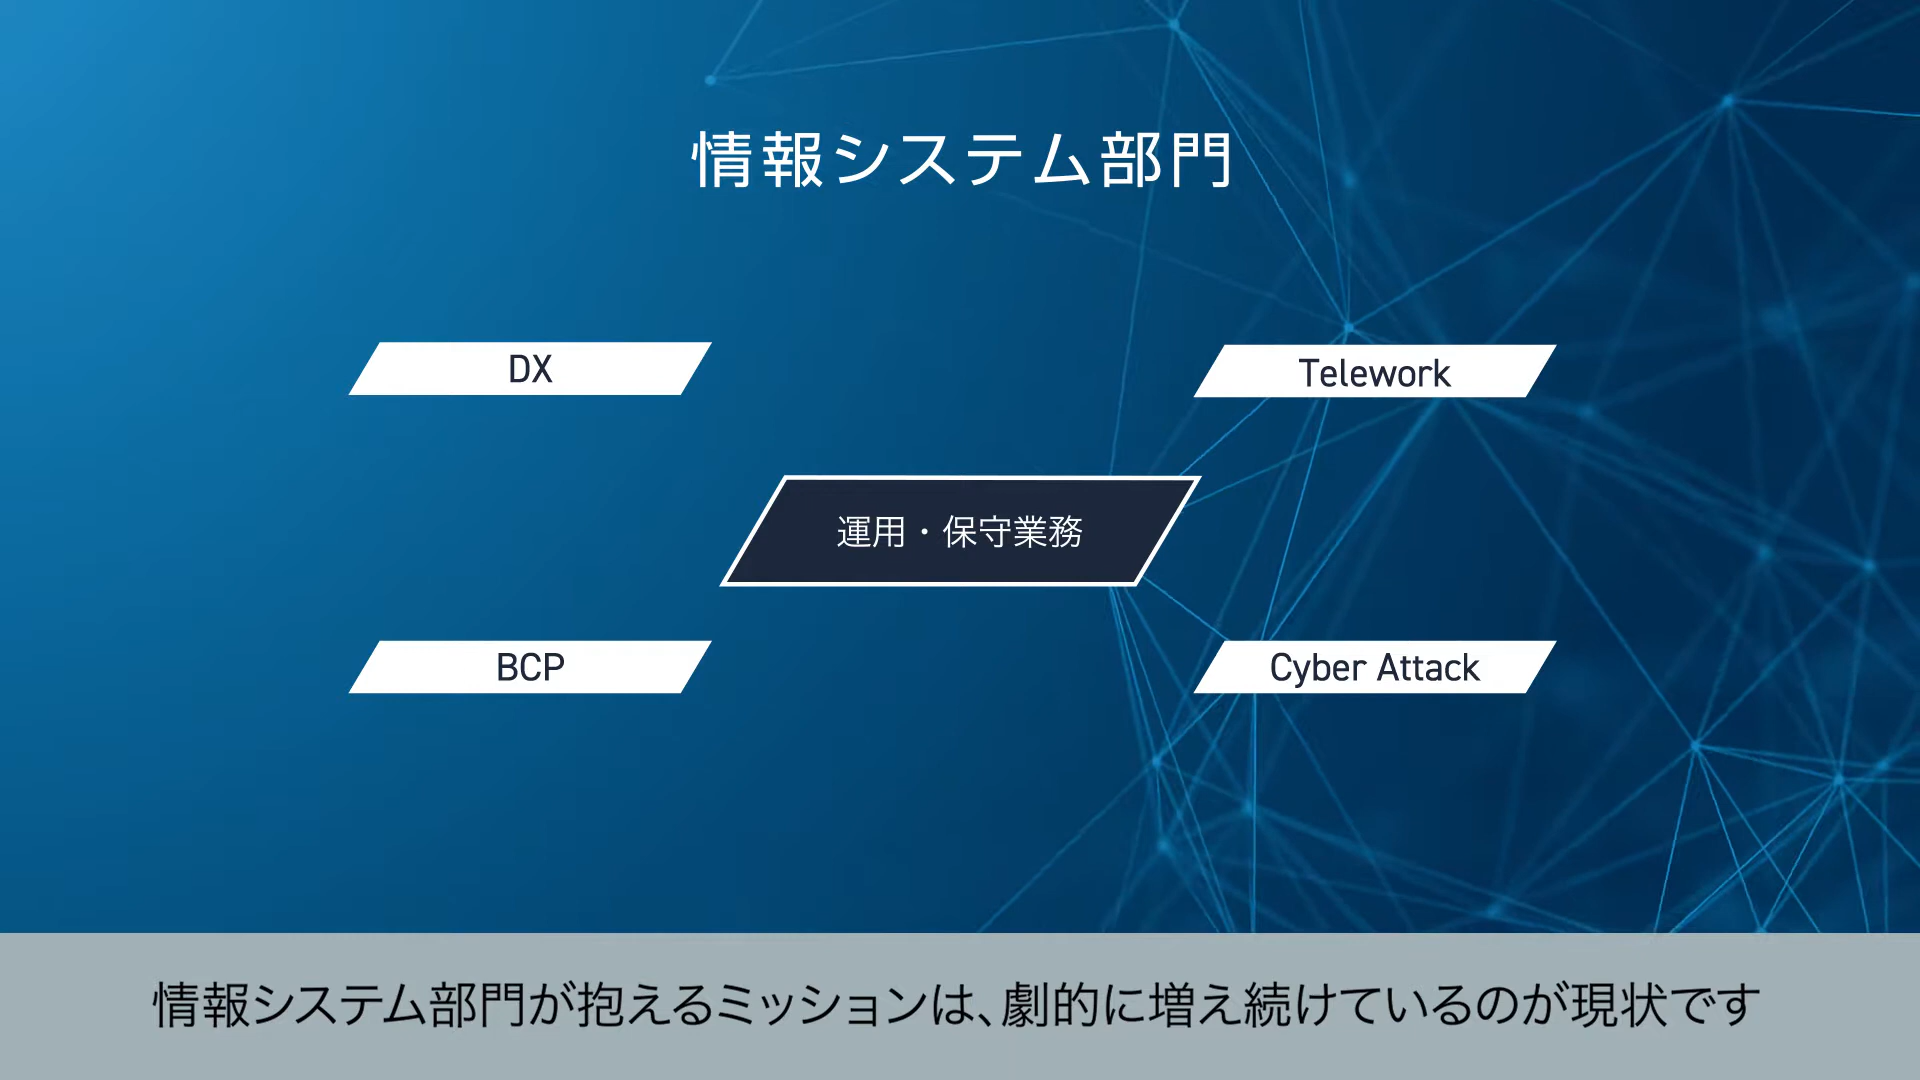 情報システム部門
DX
Telework
運用・保守業務
BCP
Cyber Attack
情報システム部門が抱えるミッションは、劇的に増え続けているのが現状です